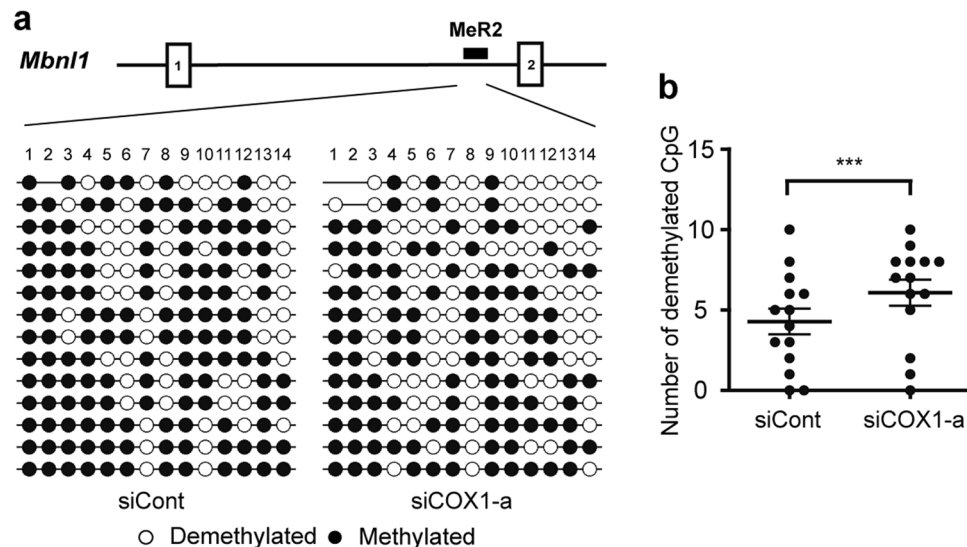 a
MeR2
Mbnl1
1
2
1 2 3 4 5 6 7 8 9 10 11 12 13 14
1 2 3 4 5 6 7 8 9 10 11 12 13 14
siCont
siCOX1-a
Demethylated
Methylated
b
Number of demethylated CpG
15
10
5
0
***
siCont
siCOX1-a